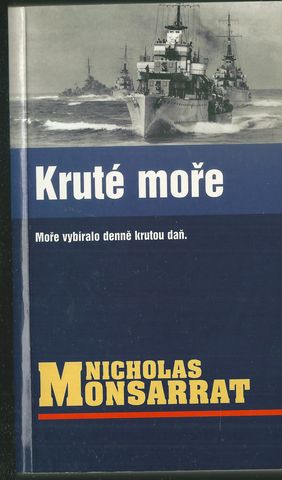 Kruté moře
Moře vybíralo denně krutou daň.
NICHOLAS
MONSARRAT